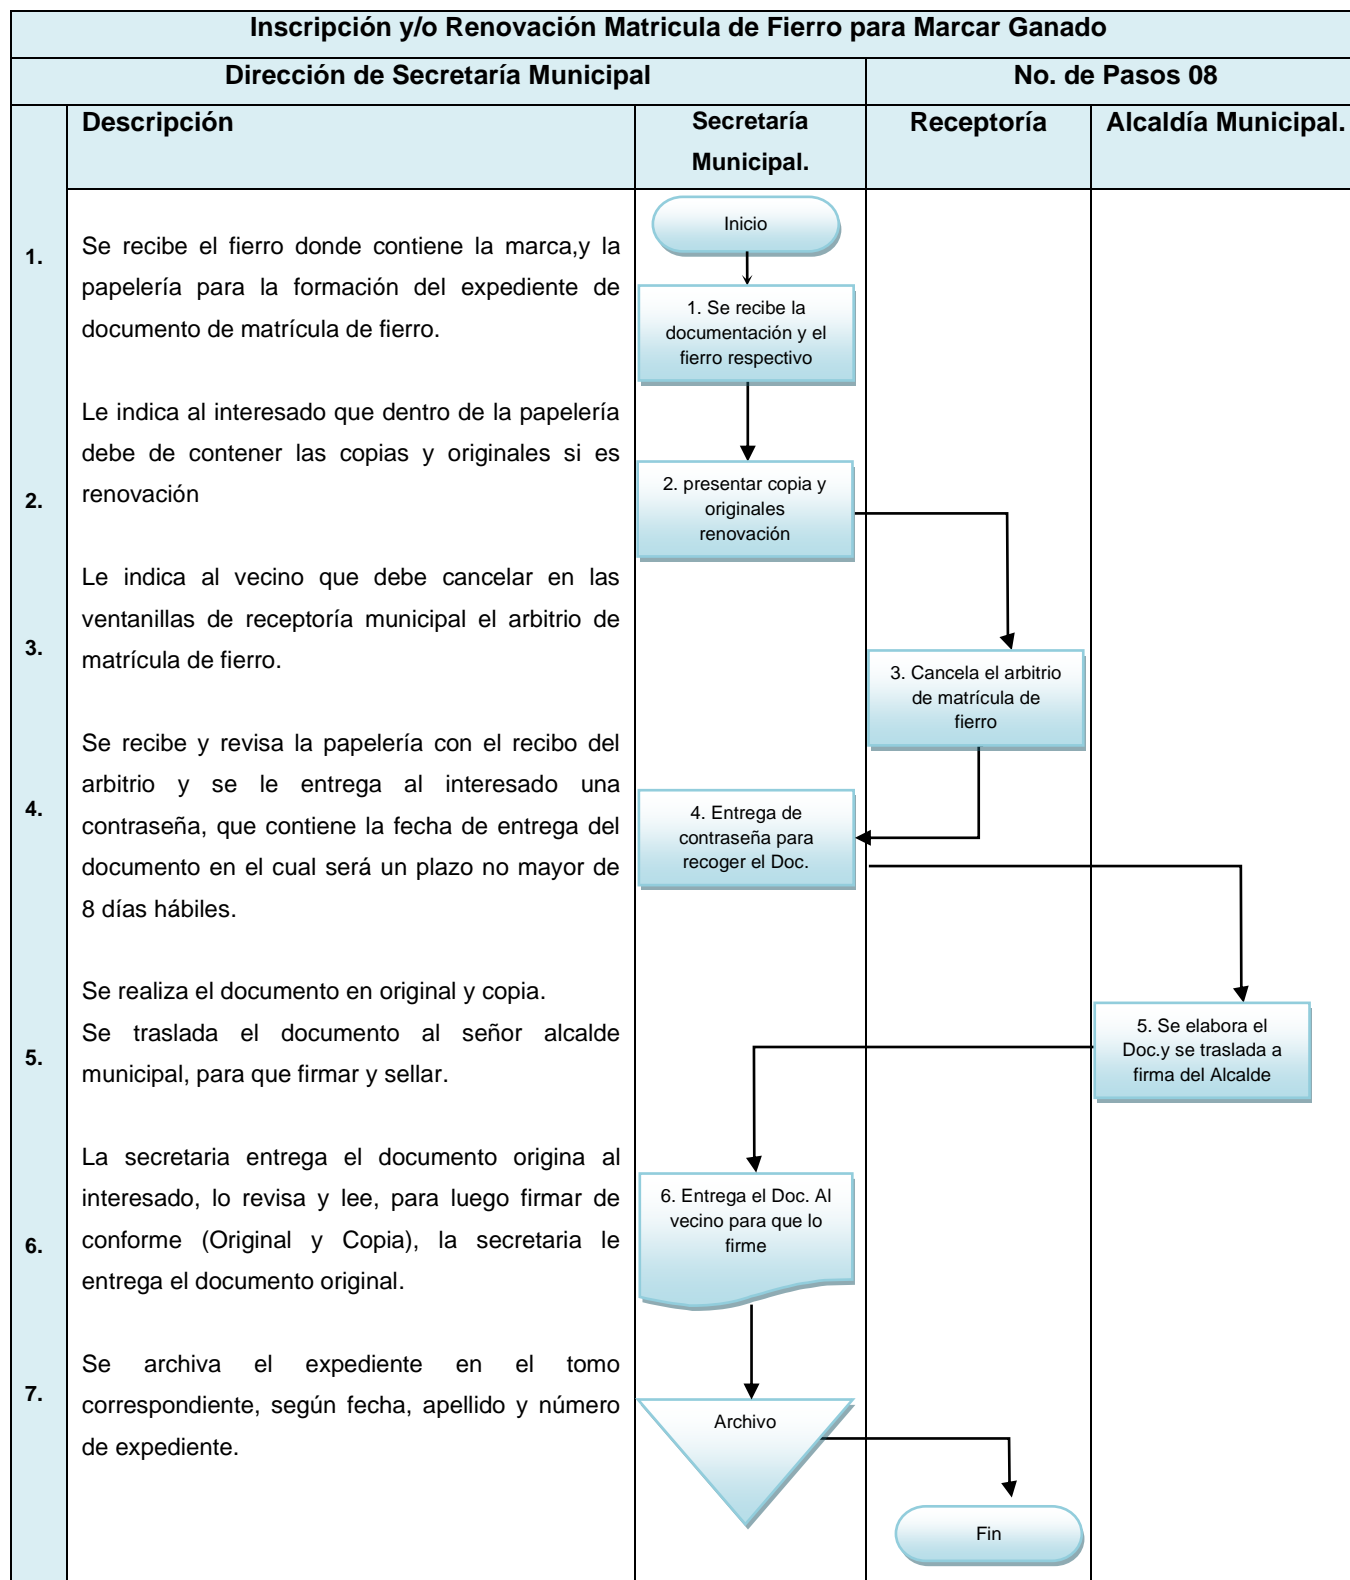 Inscripción y/o Renovación Matricula de Fierro para Marcar Ganado
Dirección de Secretaría Municipal
No. de Pasos 08
Descripción
Secretaría
Municipal.
Receptoría
Alcaldía Municipal.
1.
Se recibe el fierro donde contiene la marca,y la
papelería para la formación del expediente de
documento de matrícula de fierro.
2.
Le indica al interesado que dentro de la papelería
debe de contener las copias y originales si es
renovación
3.
Le indica al vecino que debe cancelar en las
ventanillas de receptoría municipal el arbitrio de
matrícula de fierro.
4.
Se recibe y revisa la papelería con el recibo del
arbitrio y se le entrega al interesado una
contraseña, que contiene la fecha de entrega del
documento en el cual será un plazo no mayor de
8 días hábiles.
5.
Se realiza el documento en original y copia.
Se traslada el documento al señor alcalde
municipal, para que firmar y sellar.
6.
La secretaria entrega el documento origina al
interesado, lo revisa y lee, para luego firmar de
conforme (Original y Copia), la secretaria le
entrega el documento original.
7.
Se archiva el expediente en el tomo
correspondiente, según fecha, apellido y número
de expediente.
Inicio
1. Se recibe la
documentación y el
fierro respectivo
2. presentar copia y
originales
renovación
3. Cancela el arbitrio
de matrícula de
fierro
4. Entrega de
contraseña para
recoger el Doc.
5. Se elabora el
Doc.y se traslada a
firma del Alcalde
6. Entrega el Doc. Al
vecino para que lo
firme
Archivo
Fin